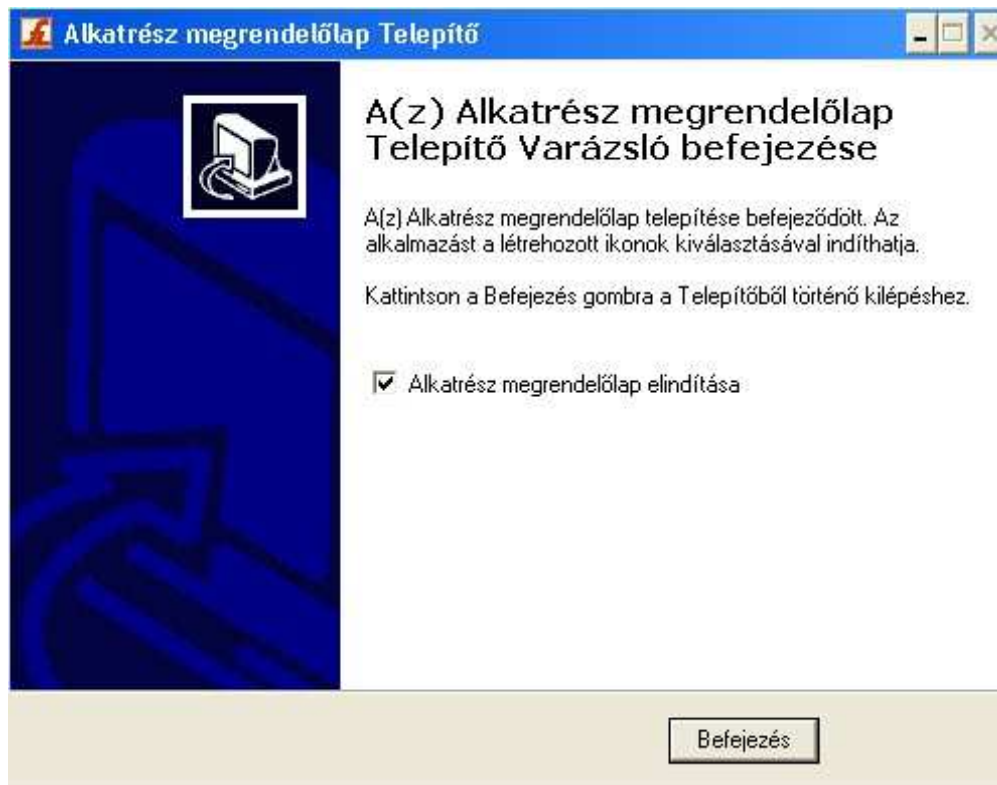 Alkatrész megrendelőlap Telepítő
A(z) Alkatrész megrendelőlap
Telepítő Varázsló befejezése
A(z) Alkatrész megrendelőlap telepítése befejeződött. Az
alkalmazást a létrehozott ikonok kiválasztásával indíthatja.
Kattintson a Befejezés gombra a Telepítőből történő kilépéshez.
Alkatrész megrendelőlap elindítása
Befejezés